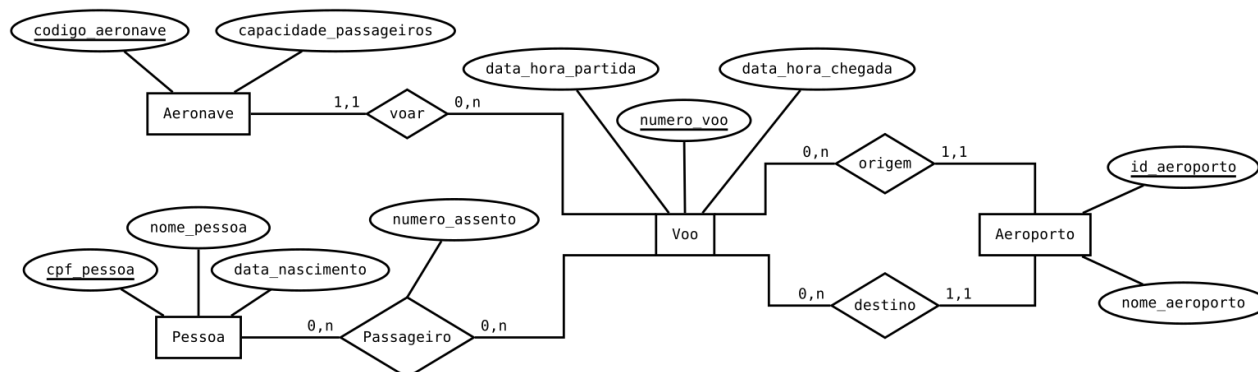 codigo_aeronave
capacidade_passageiros
data_hora_partida
data_hora_chegada
Aeronave
1,1
voar
0,n
numero_voo
0,n
origem
1,1
id_aeroporto
nome_pessoa
numero_assento
Voo
Aeroporto
cpf_pessoa
data_nascimento
0,n
destino
1,1
nome_aeroporto
Pessoa
0,n
Passageiro
0,n